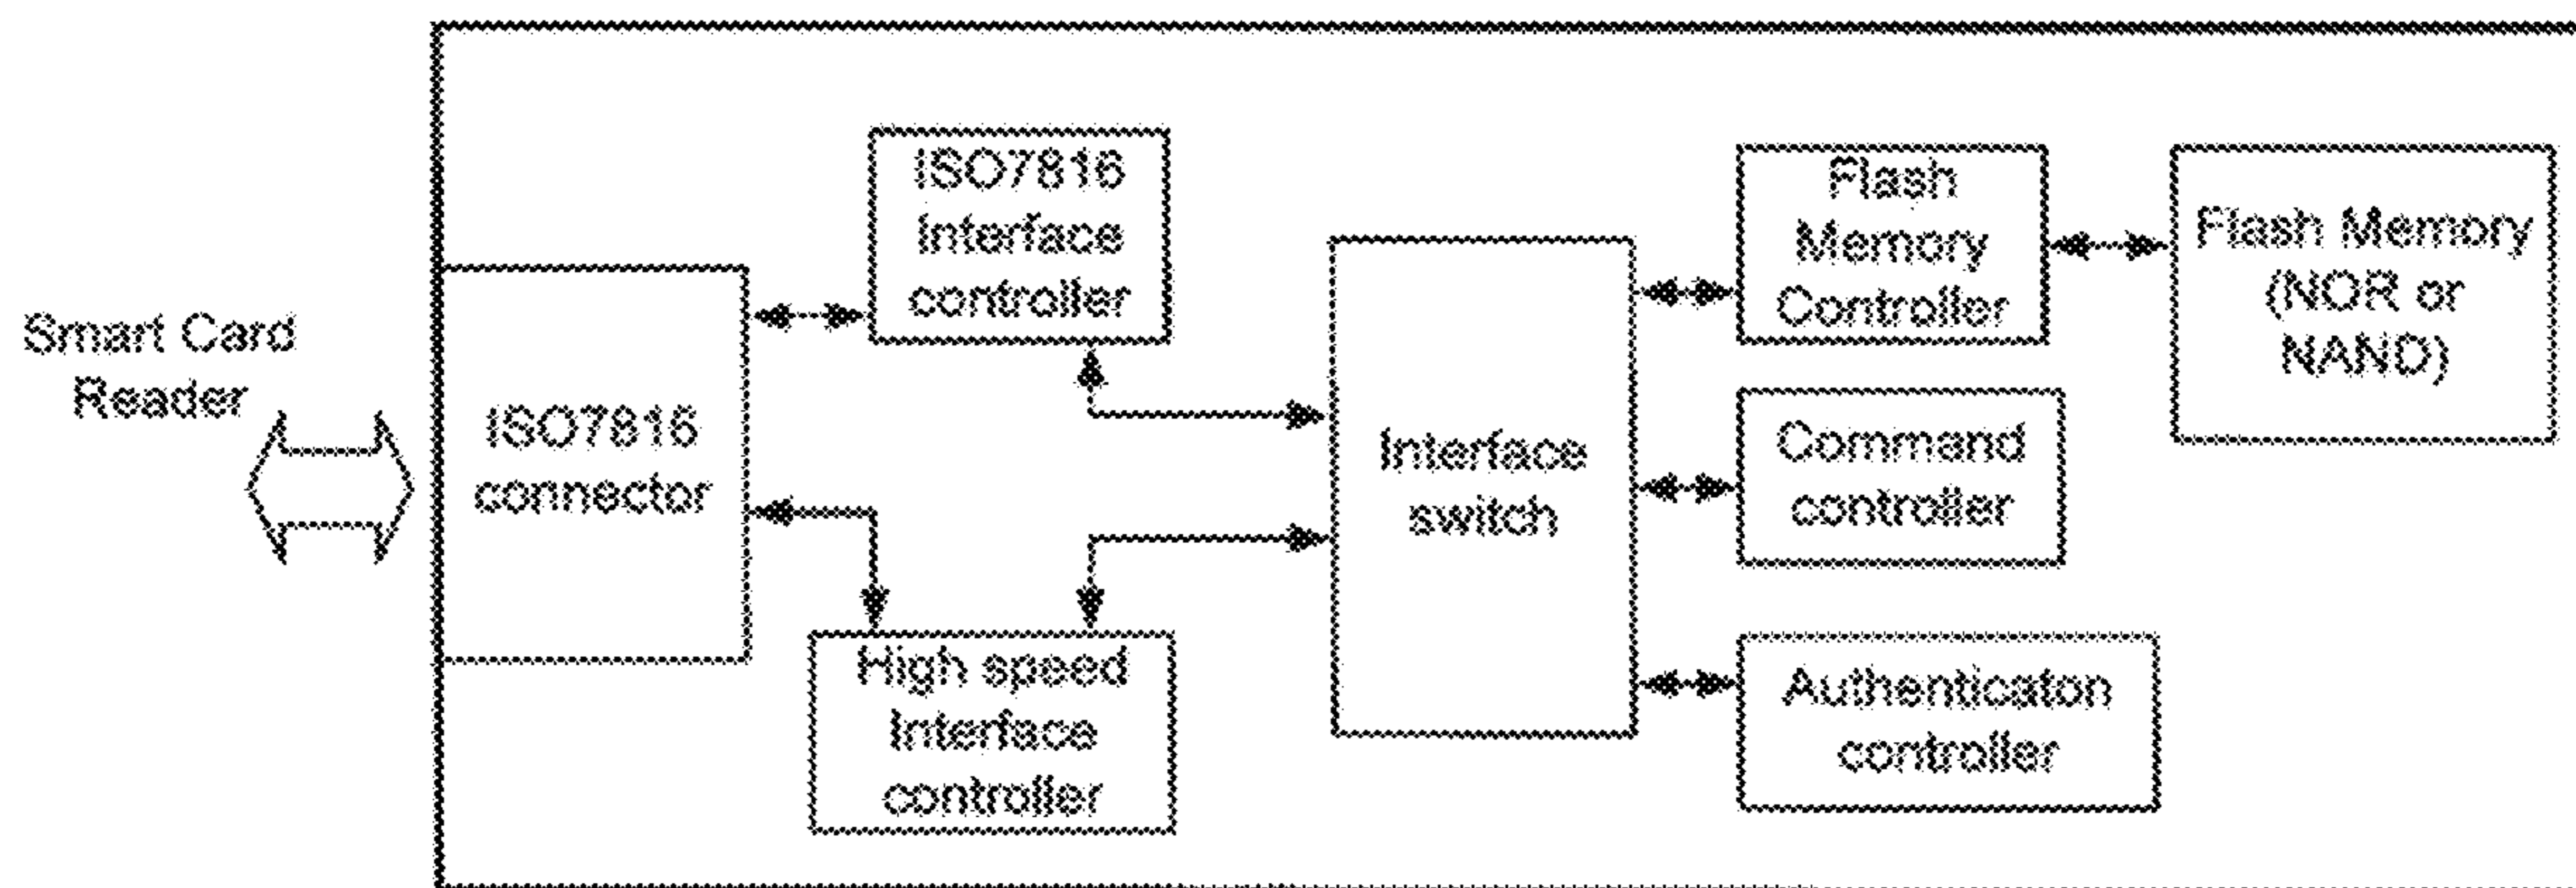 Smart Card
Reader
ISO7816
connector
ISO7816
Interface
controller
High speed
Interface
controller
Interface
switch
Flash
Memory
Controller
Flash Memory
(NOR or
NAND)
Command
controller
Authenticaton
controller